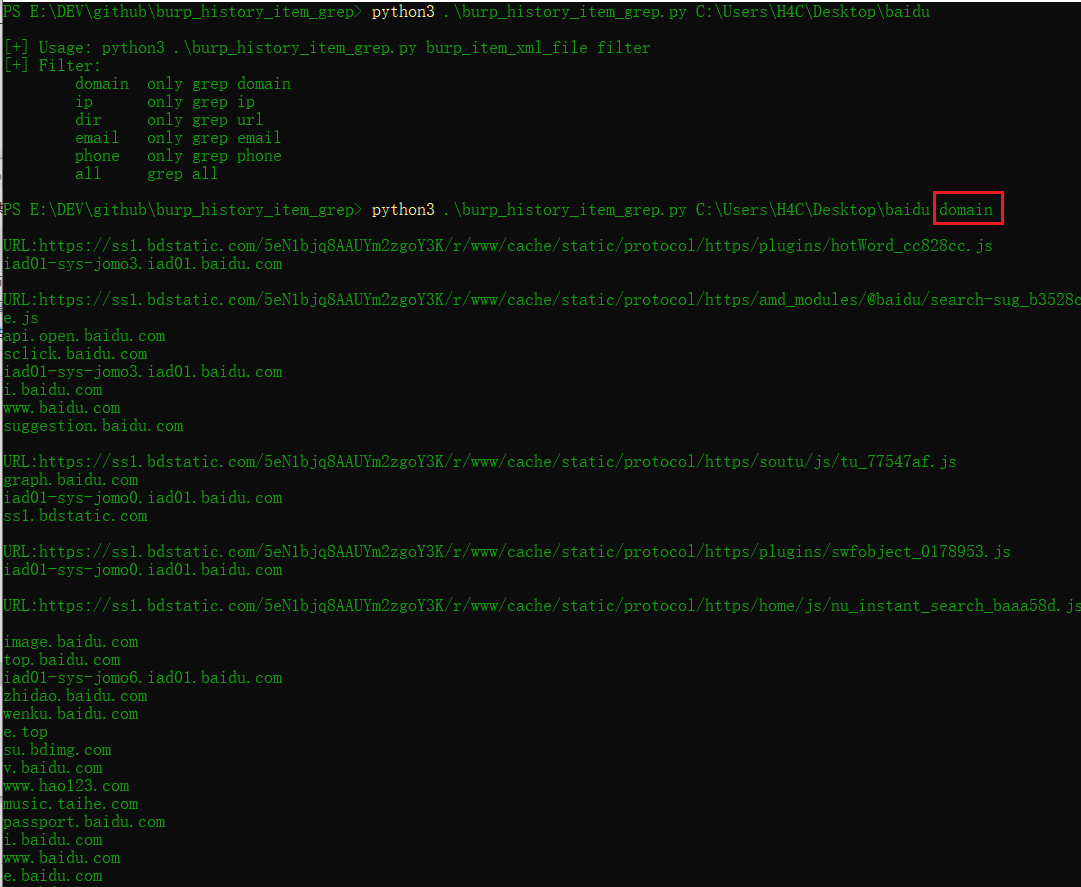 PS E:\DEV\github\burp_history_item_grep> python3 .\burp_history_item_grep.py C:\Users\H4C\Desktop\baidu
[+] Usage: python3 .\burp_history_item_grep.py burp_item_xml_file filter
[+] Filter:
domain only grep domain
ip only grep ip
dir only grep url
email only grep email
phone only grep phone
all grep all
PS E:\DEV\github\burp_history_item_grep> python3 .\burp_history_item_grep.py C:\Users\H4C\Desktop\baidu domain
URL:https://ss1.bdstatic.com/5eN1bjq8AAUYm2zgoY3K/r/www/cache/static/protocol/https/plugins/hotWord_cc828cc.js
iad01-sys-jomo3.iad01.baidu.com
URL:https://ss1.bdstatic.com/5eN1bjq8AAUYm2zgoY3K/r/www/cache/static/protocol/https/amd_modules/@baidu/search-sug_b3528c
e.js
api.open.baidu.com
sclick.baidu.com
iad01-sys-jomo3.iad01.baidu.com
i.baidu.com
www.baidu.com
suggestion.baidu.com
URL:https://ss1.bdstatic.com/5eN1bjq8AAUYm2zgoY3K/r/www/cache/static/protocol/https/soutu/js/tu_77547af.js
graph.baidu.com
iad01-sys-jomo0.iad01.baidu.com
ss1.bdstatic.com
URL:https://ss1.bdstatic.com/5eN1bjq8AAUYm2zgoY3K/r/www/cache/static/protocol/https/plugins/swfobject_0178953.js
iad01-sys-jomo0.iad01.baidu.com
URL:https://ss1.bdstatic.com/5eN1bjq8AAUYm2zgoY3K/r/www/cache/static/protocol/https/home/js/nu_instant_search_baaa58d.js
image.baidu.com
top.baidu.com
iad01-sys-jomo6.iad01.baidu.com
zhidao.baidu.com
wenku.baidu.com
e.top
su.bdimg.com
v.baidu.com
www.hao123.com
music.taihe.com
passport.baidu.com
i.baidu.com
www.baidu.com
e.baidu.com